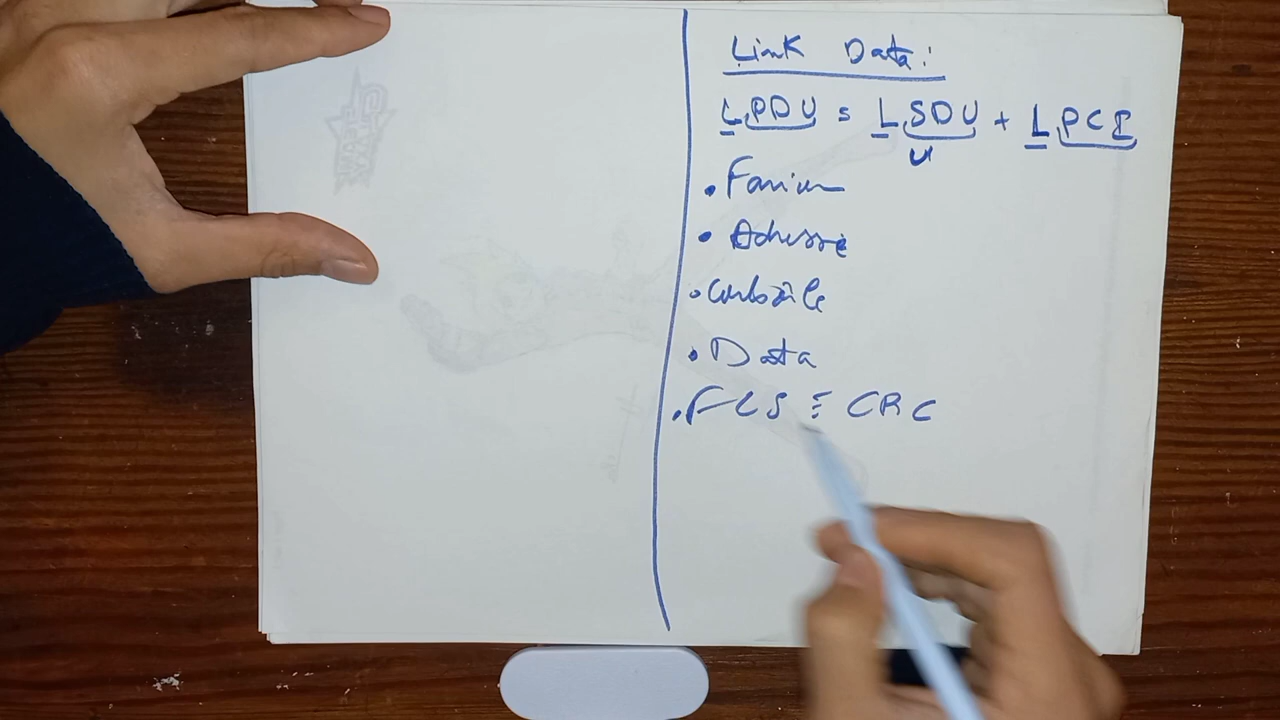 Link Data:
LPDU = LSDU + LPCI
• Fanion
• Adresse
• Contrôle
• Data
• FCS ≡ CRC